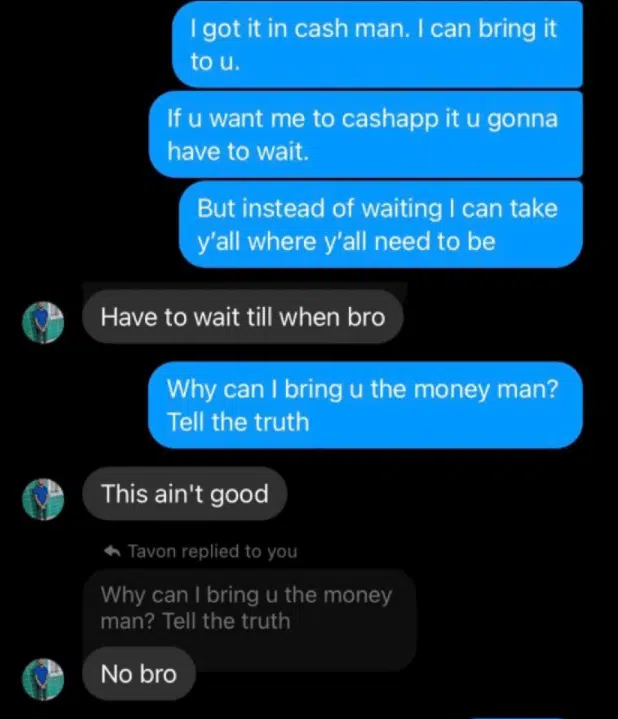 I got it in cash man. I can bring it
to u.
If u want me to cashapp it u gonna
have to wait.
But instead of waiting I can take
y'all where y'all need to be
Have to wait till when bro
Why can I bring u the money man?
Tell the truth
This ain't good
Tavon replied to you
Why can I bring u the money
man? Tell the truth
No bro